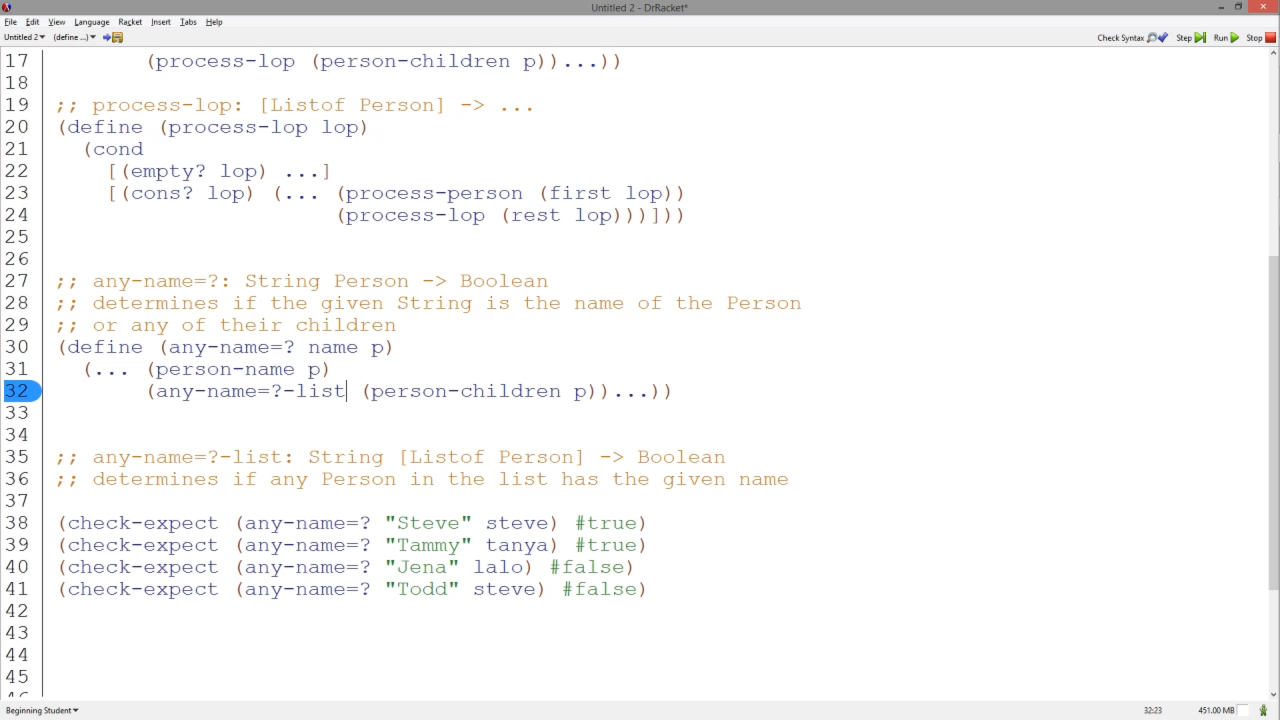 Untitled 2 - DrRacket*
File Edit View Language Racket Insert Tabs Help
Untitled 2▾ (define ...)▾ Check Syntax Step Run Stop
17 (process-lop (person-children p))...))
18
19 ;; process-lop: [Listof Person] -> ...
20 (define (process-lop lop)
21 (cond
22 [(empty? lop) ...]
23 [(cons? lop) (... (process-person (first lop))
24 (process-lop (rest lop)))]))
25
26
27 ;; any-name=?: String Person -> Boolean
28 ;; determines if the given String is the name of the Person
29 ;; or any of their children
30 (define (any-name=? name p)
31 (... (person-name p)
32 (any-name=?-list (person-children p))...))
33
34
35 ;; any-name=?-list: String [Listof Person] -> Boolean
36 ;; determines if any Person in the list has the given name
37
38 (check-expect (any-name=? "Steve" steve) #true)
39 (check-expect (any-name=? "Tammy" tanya) #true)
40 (check-expect (any-name=? "Jena" lalo) #false)
41 (check-expect (any-name=? "Todd" steve) #false)
42
43
44
45
46
Beginning Student▾ 32:23 451.00 MB